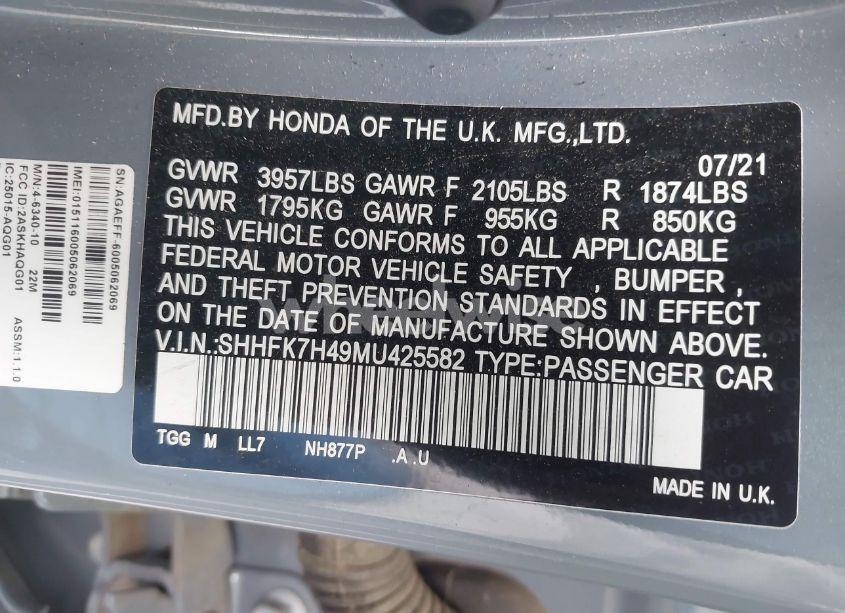 MFD.BY HONDA OF THE U.K. MFG.,LTD.
07/21
GVWR 3957LBS GAWR F 2105LBS R 1874LBS
GVWR 1795KG GAWR F 955KG R 850KG
THIS VEHICLE CONFORMS TO ALL APPLICABLE
FEDERAL MOTOR VEHICLE SAFETY , BUMPER ,
AND THEFT PREVENTION STANDARDS IN EFFECT
ON THE DATE OF MANUFACTURE SHOWN ABOVE.
V.I.N.:SHHFK7H49MU425582 TYPE:PASSENGER CAR
TGG M LL7 NH877P .A .U
MADE IN U.K.
SN:AGAEFF-6005062069
IMEI:015116005062069
M/N:4-6340-10 22M
FCC ID:2ASKHAQG01
IC:25015-AQG01 ASSM:1.1.0